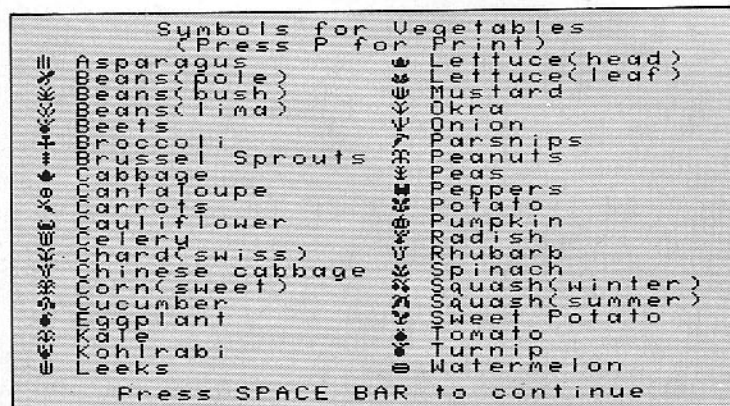 Symbols for Vegetables
(Press P for Print)
Asparagus
Beans(pole)
Beans(bush)
Beans(lima)
Beets
Broccoli
Brussel Sprouts
Cabbage
Cantaloupe
Carrots
Cauliflower
Celery
Chard(swiss)
Chinese cabbage
Corn(sweet)
Cucumber
Eggplant
Kale
Kohlrabi
Leeks
Lettuce(head)
Lettuce(leaf)
Mustard
Okra
Onion
Parsnips
Peanuts
Peas
Peppers
Potato
Pumpkin
Radish
Rhubarb
Spinach
Squash(winter)
Squash(summer)
Sweet Potato
Tomato
Turnip
Watermelon
Press SPACE BAR to continue